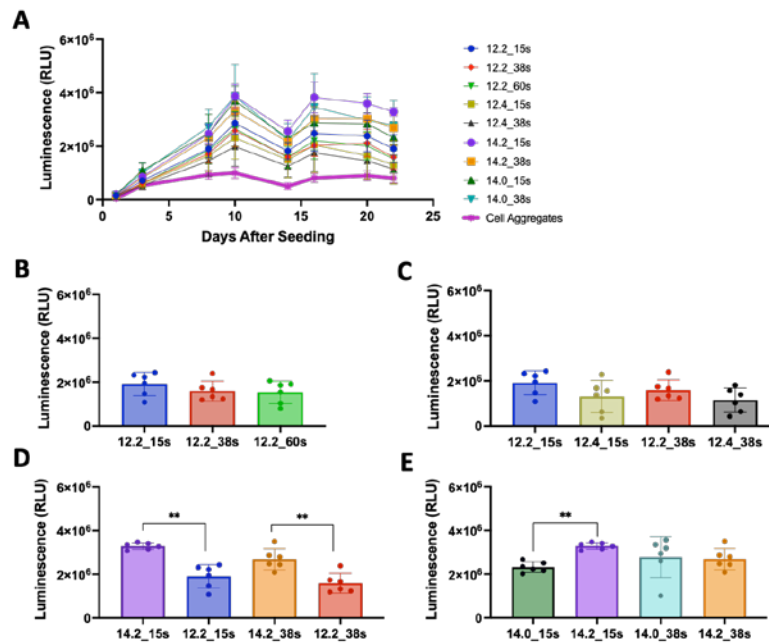 A
Luminescence (RLU)
6×10⁶
4×10⁶
2×10⁶
0
0 5 10 15 20 25
Days After Seeding
12.2_15s
12.2_38s
12.2_60s
12.4_15s
12.4_38s
14.2_15s
14.2_38s
14.0_15s
14.0_38s
Cell Aggregates
B
Luminescence (RLU)
6×10⁶
4×10⁶
2×10⁶
0
12.2_15s 12.2_38s 12.2_60s
C
Luminescence (RLU)
6×10⁶
4×10⁶
2×10⁶
0
12.2_15s 12.4_15s 12.2_38s 12.4_38s
D
Luminescence (RLU)
6×10⁶
4×10⁶
2×10⁶
0
** **
14.2_15s 12.2_15s 14.2_38s 12.2_38s
E
Luminescence (RLU)
6×10⁶
4×10⁶
2×10⁶
0
**
14.0_15s 14.2_15s 14.0_38s 14.2_38s